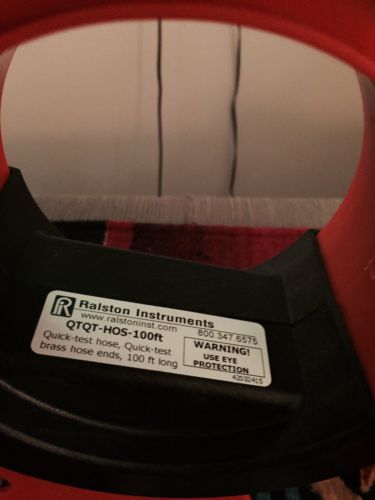 Ralston Instruments
www.ralstoninst.com 800.347.6575
QTQT-HOS-100ft
Quick-test hose, Quick-test
brass hose ends, 100 ft long
WARNING!
USE EYE
PROTECTION
42032455